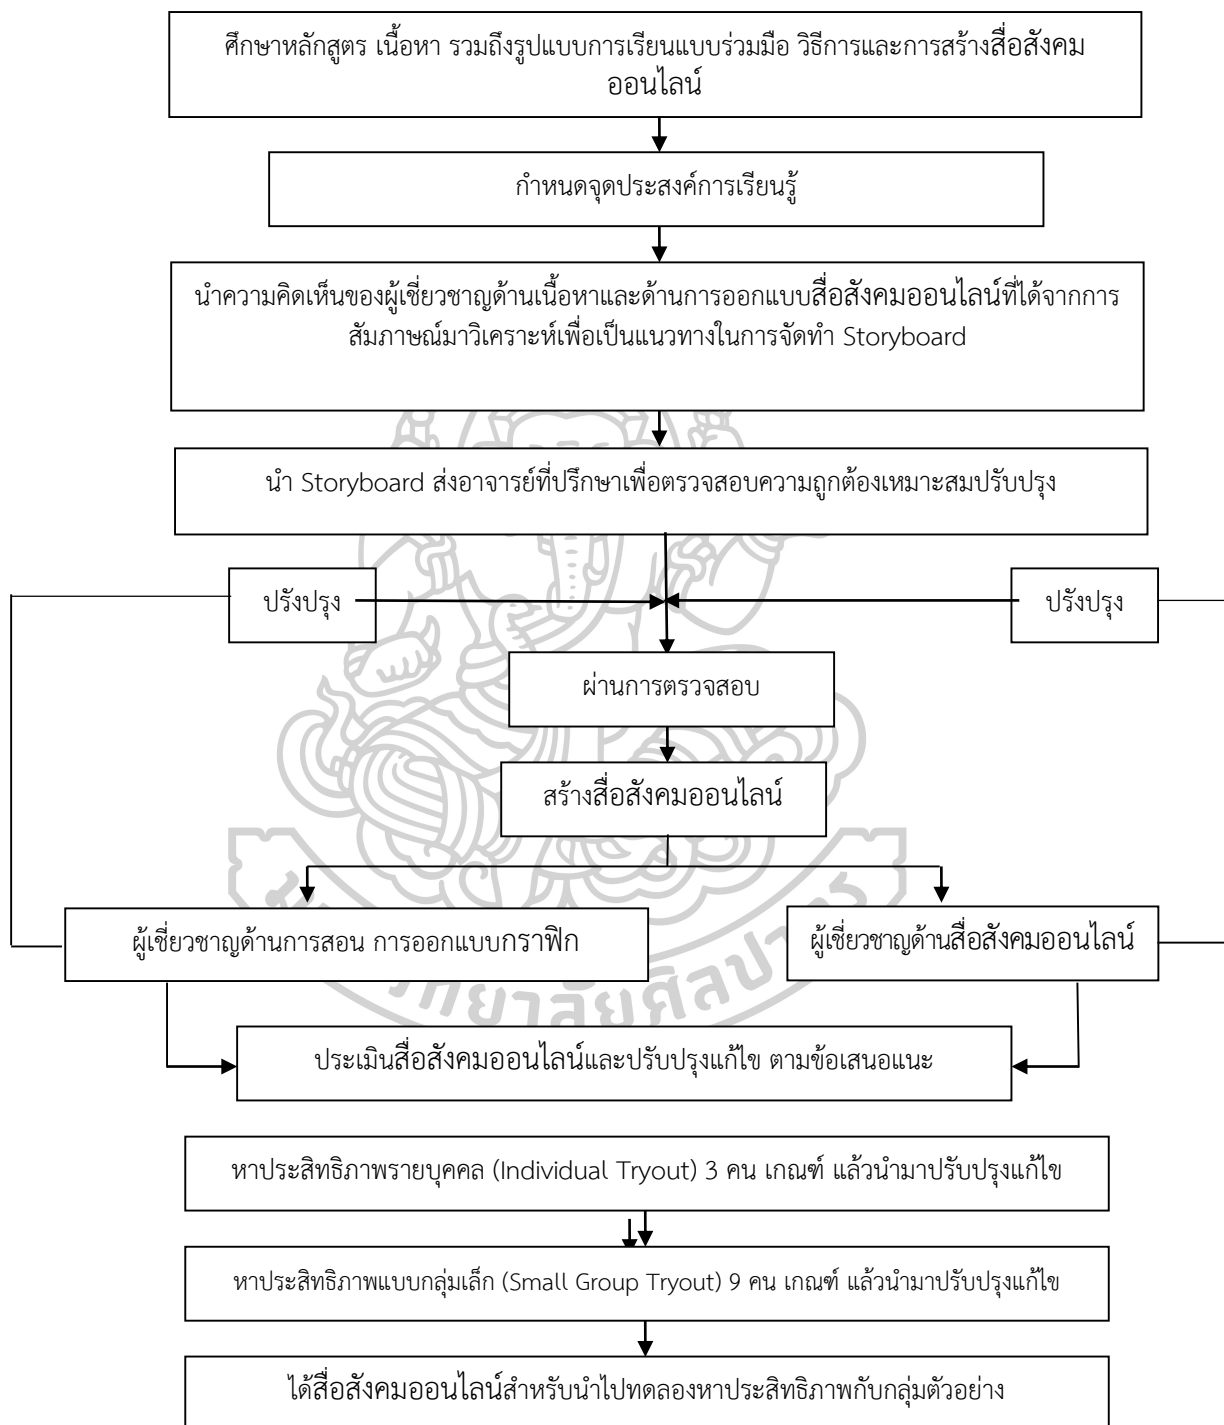 ศึกษาหลักสูตร เนื้อหา รวมถึงรูปแบบการเรียนแบบร่วมมือ วิธีการและการสร้างสื่อสังคม
ออนไลน์
กำหนดจุดประสงค์การเรียนรู้
นำความคิดเห็นของผู้เชี่ยวชาญด้านเนื้อหาและด้านการออกแบบสื่อสังคมออนไลน์ที่ได้จากการ
สัมภาษณ์มาวิเคราะห์เพื่อเป็นแนวทางในการจัดทำ Storyboard
นำ Storyboard ส่งอาจารย์ที่ปรึกษาเพื่อตรวจสอบความถูกต้องเหมาะสมปรับปรุง
ปรังปรุง
ปรังปรุง
ผ่านการตรวจสอบ
สร้างสื่อสังคมออนไลน์
ผู้เชี่ยวชาญด้านการสอน การออกแบบกราฟิก
ผู้เชี่ยวชาญด้านสื่อสังคมออนไลน์
ประเมินสื่อสังคมออนไลน์และปรับปรุงแก้ไข ตามข้อเสนอแนะ
หาประสิทธิภาพรายบุคคล (Individual Tryout) 3 คน เกณฑ์ แล้วนำมาปรับปรุงแก้ไข
หาประสิทธิภาพแบบกลุ่มเล็ก (Small Group Tryout) 9 คน เกณฑ์ แล้วนำมาปรับปรุงแก้ไข
ได้สื่อสังคมออนไลน์สำหรับนำไปทดลองหาประสิทธิภาพกับกลุ่มตัวอย่าง